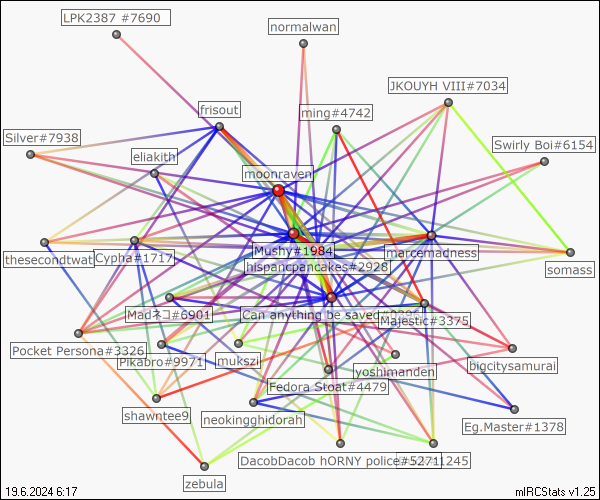 LPK2387 #7690
normalwan
JKOUYH VIII#7034
frisout
ming#4742
Silver#7938
Swirly Boi#6154
eliakith
moonraven
thesecondtwat
Cypha#1717
Mushy#1984
marcemadness
hispanicpancakes#2928
somass
Madネコ#6901
Can anything be saved
Majestic#3375
Pocket Persona#3326
Pikabro#9971
mukszi
yoshimanden
bigcitysamurai
Fedora Stoat#4479
shawntee9
neokingghidorah
Eg.Master#1378
DacobDacob hORNY police#5271
1245
zebula
19.6.2024 6:17
mIRCStats v1.25